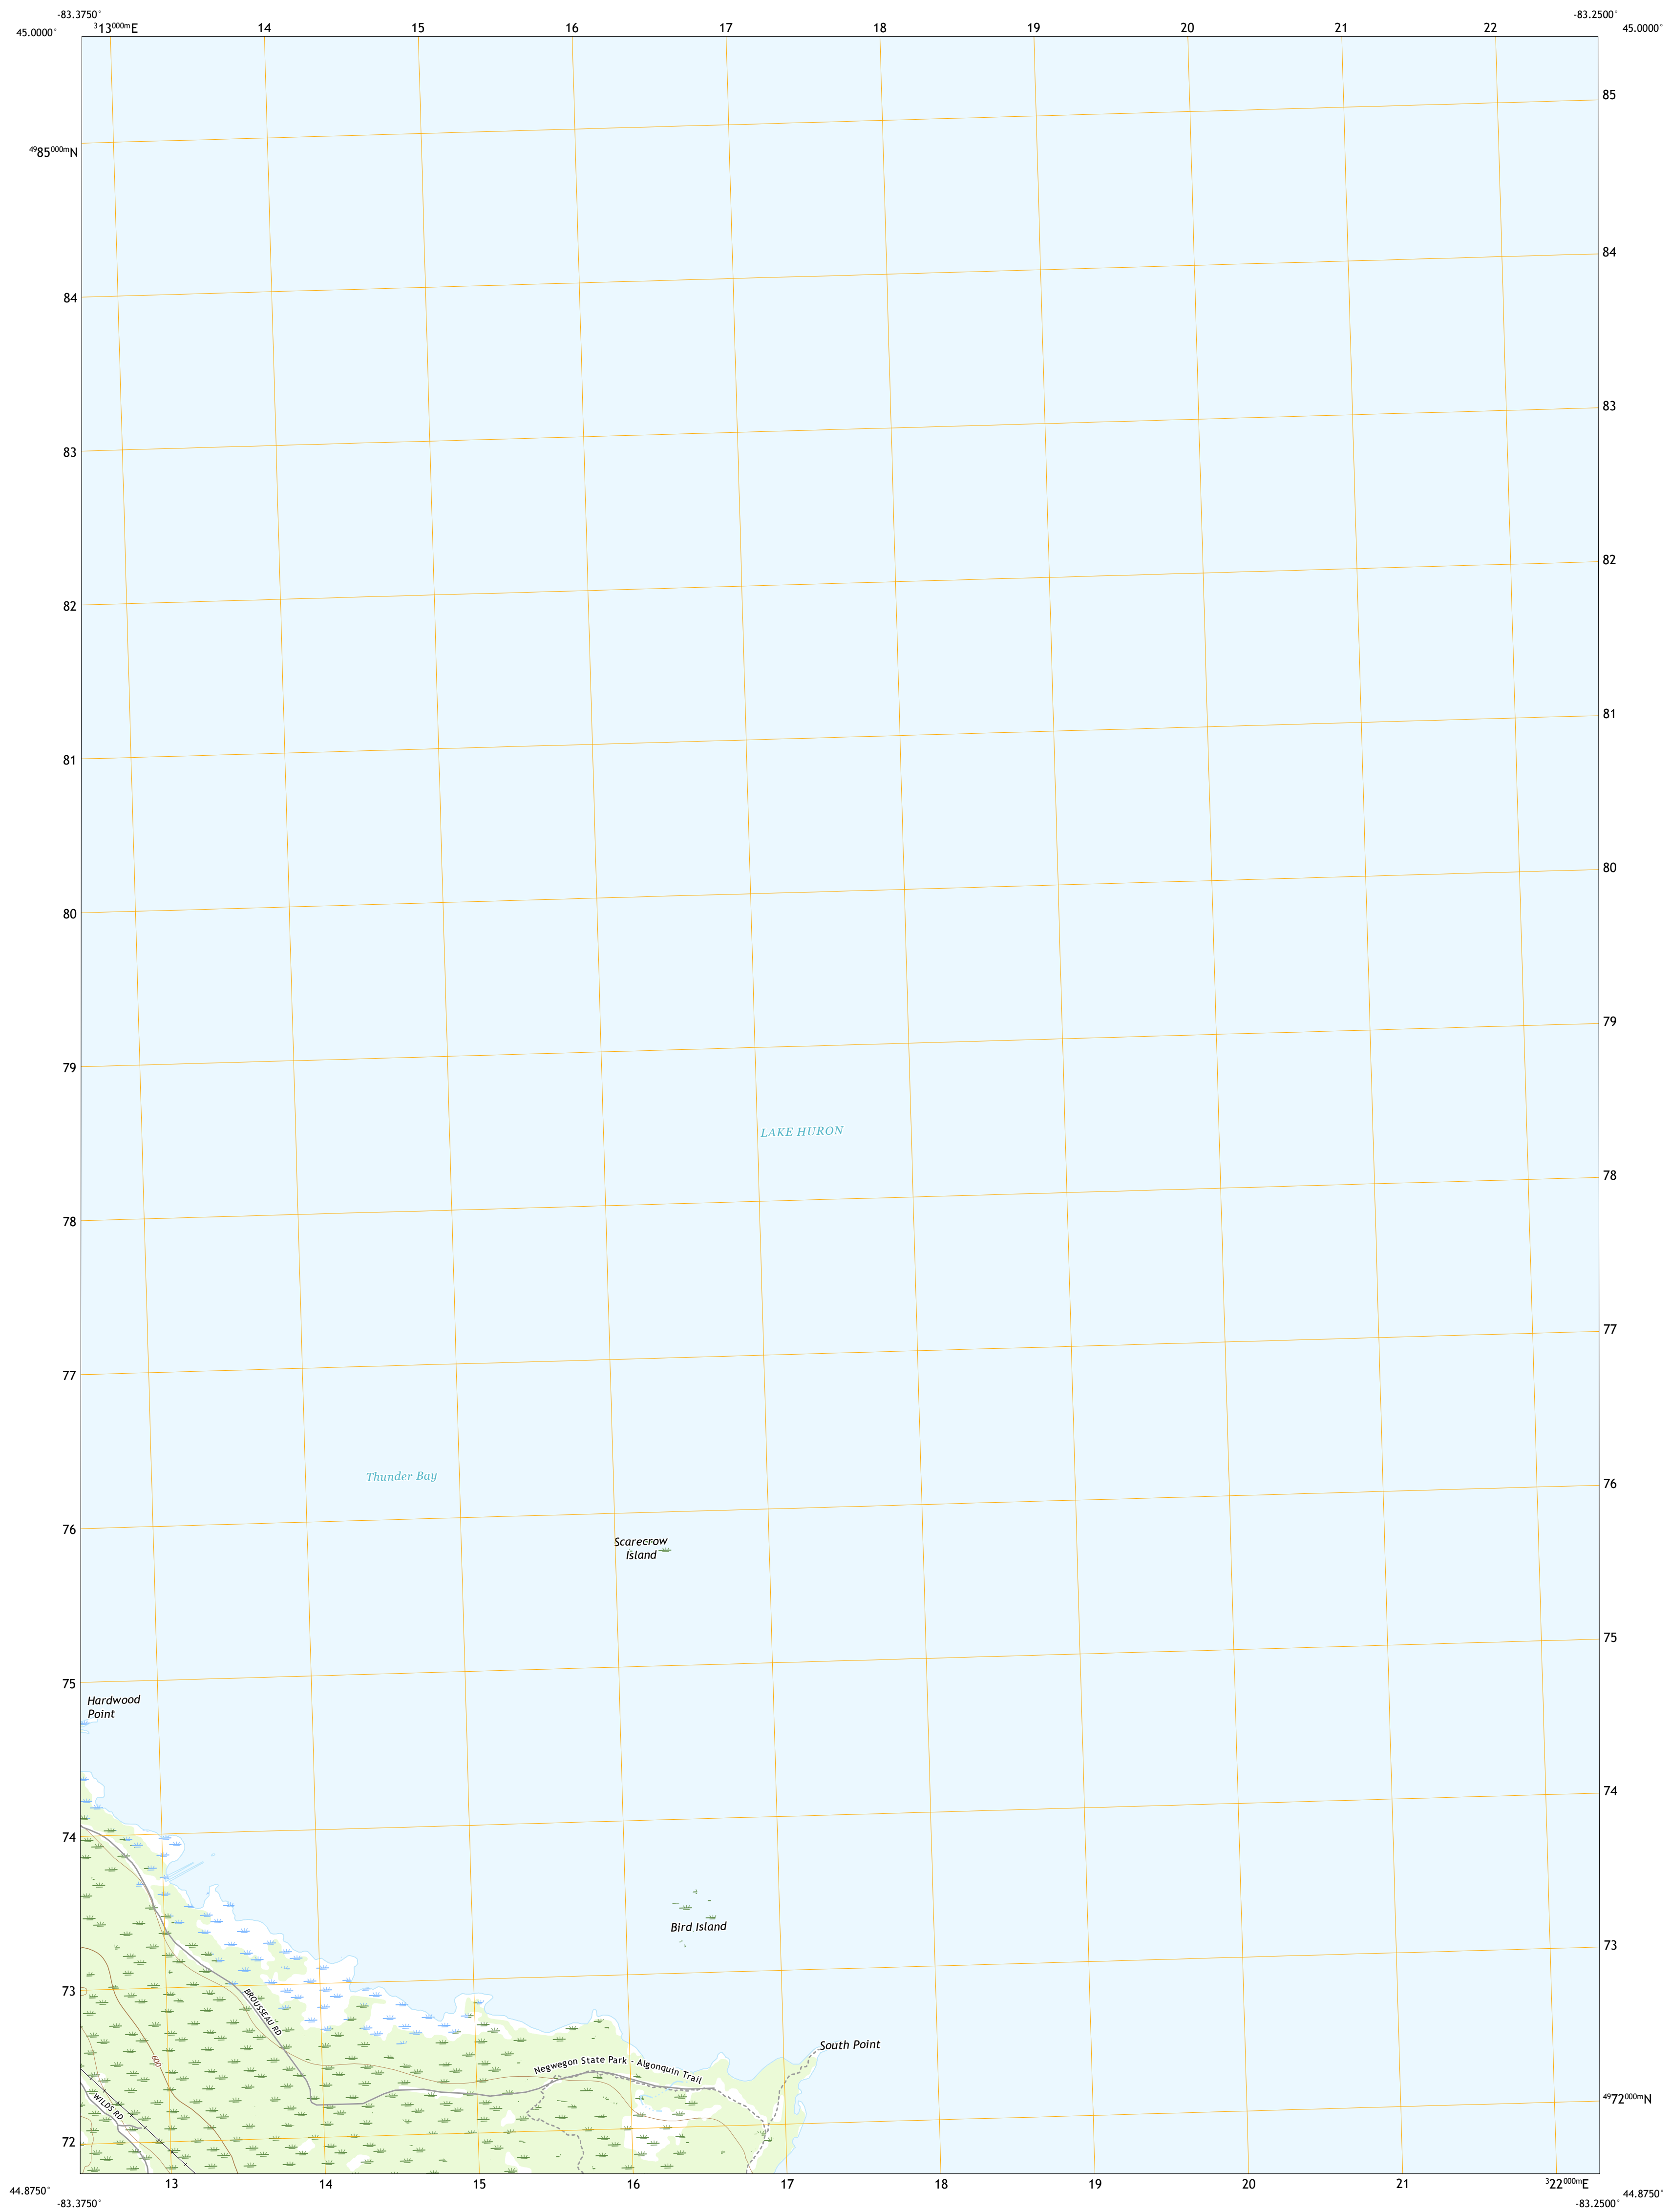 -83.3750°
-83.2500°
45.0000°
³13⁰⁰⁰ᵐE 14 15 16 17 18 19 20 21 22
45.0000°
85
⁴⁹85⁰⁰⁰ᵐN
84
84
83
83
82
82
81
81
80
80
79
79
LAKE HURON
78
78
77
77
Thunder Bay
76
76
Scarecrow
Island
75
75
Hardwood
Point
74
74
Bird Island
73
73
BROUSSEAU RD
South Point
Negwegon State Park - Algonquin Trail
600
WILDS RD
⁴⁹72⁰⁰⁰ᵐN
72
13 14 15 16 17 18 19 20 21 ³22⁰⁰⁰ᵐE
44.8750°
44.8750°
-83.3750°
-83.2500°